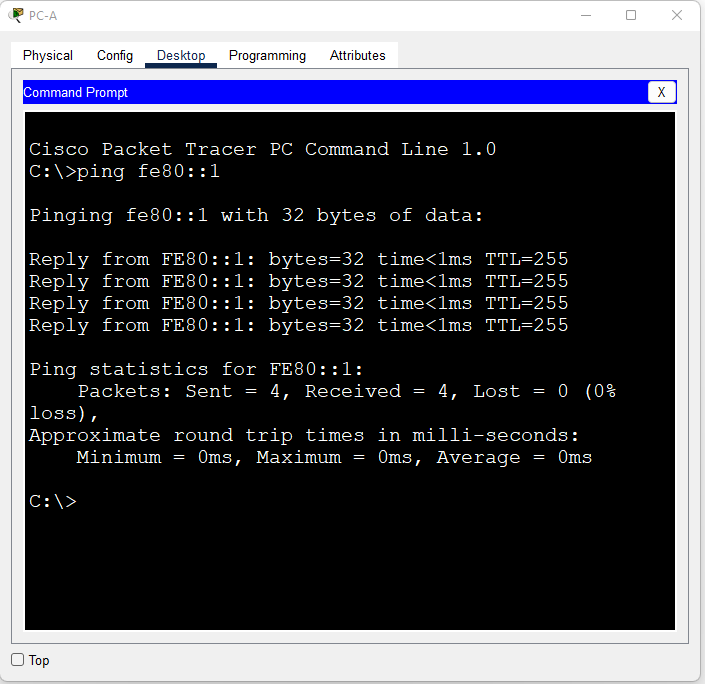 PC-A
Physical Config Desktop Programming Attributes
Command Prompt
X
Cisco Packet Tracer PC Command Line 1.0
C:\>ping fe80::1
Pinging fe80::1 with 32 bytes of data:
Reply from FE80::1: bytes=32 time<1ms TTL=255
Reply from FE80::1: bytes=32 time<1ms TTL=255
Reply from FE80::1: bytes=32 time<1ms TTL=255
Reply from FE80::1: bytes=32 time<1ms TTL=255
Ping statistics for FE80::1:
    Packets: Sent = 4, Received = 4, Lost = 0 (0%
loss),
Approximate round trip times in milli-seconds:
    Minimum = 0ms, Maximum = 0ms, Average = 0ms
C:\>
Top